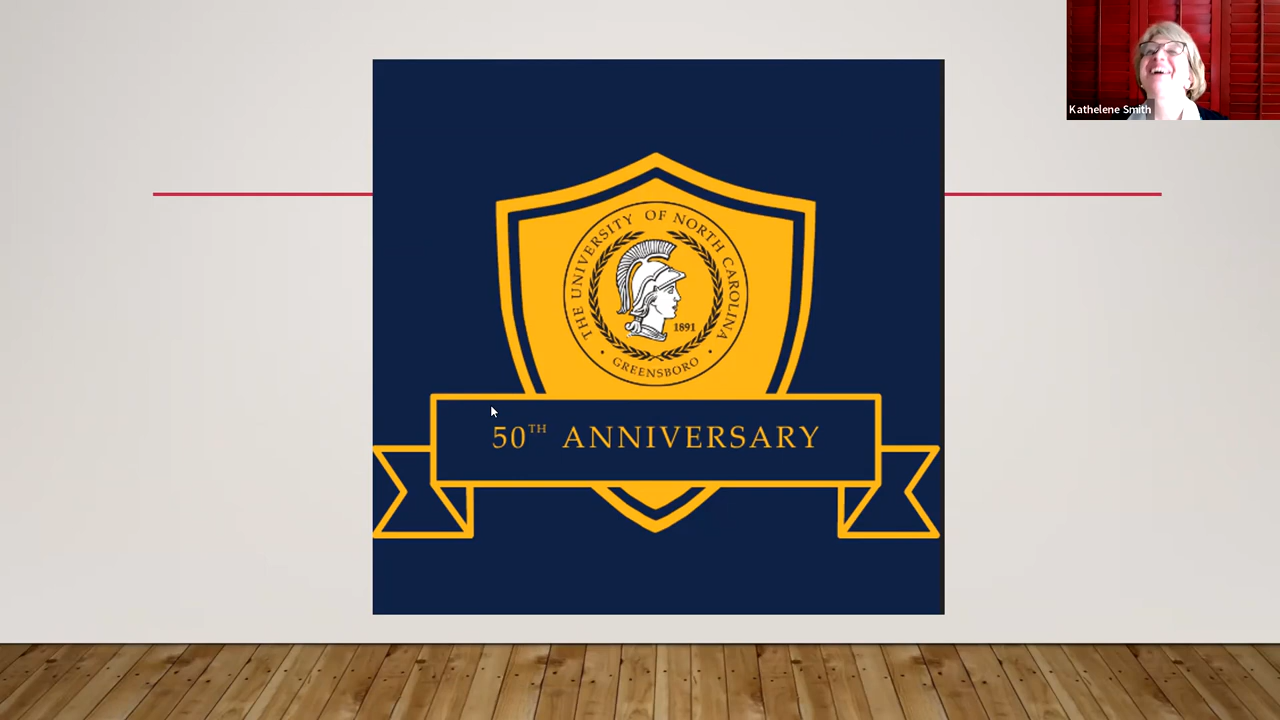 Kathelene Smith
THE UNIVERSITY OF NORTH CAROLINA
1891
GREENSBORO
50TH ANNIVERSARY